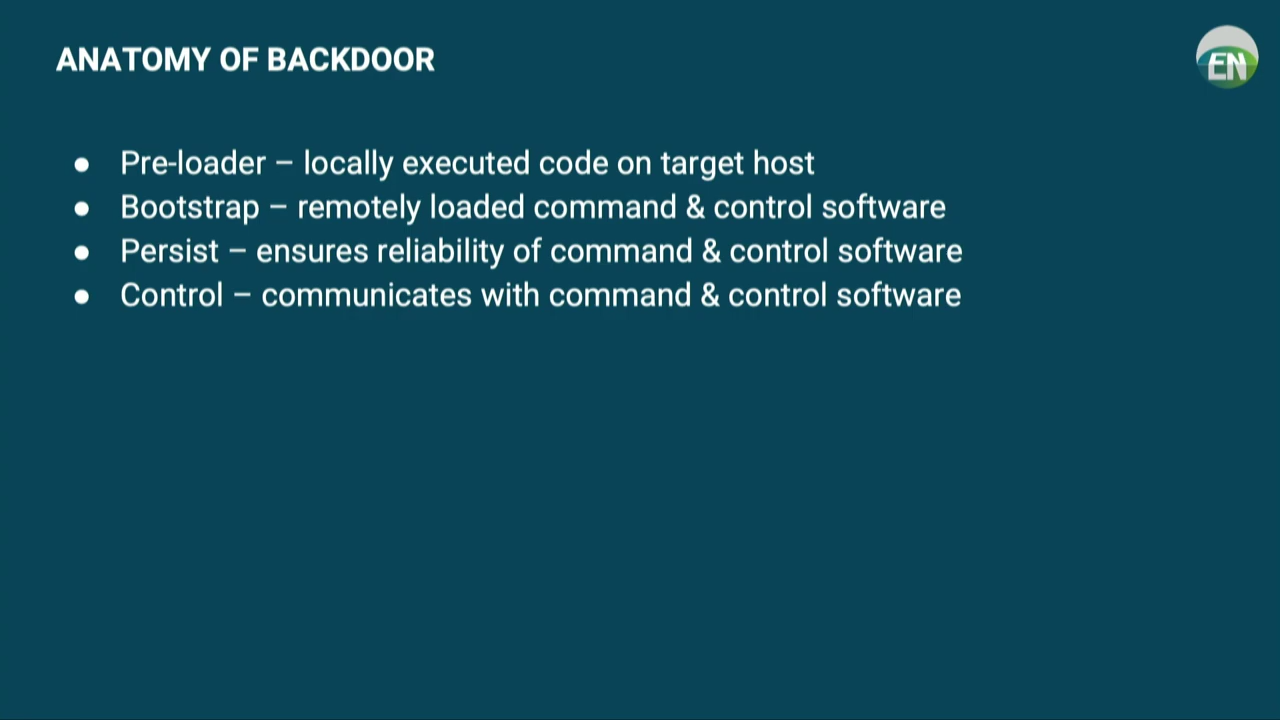 ANATOMY OF BACKDOOR
EN
● Pre-loader – locally executed code on target host
● Bootstrap – remotely loaded command & control software
● Persist – ensures reliability of command & control software
● Control – communicates with command & control software